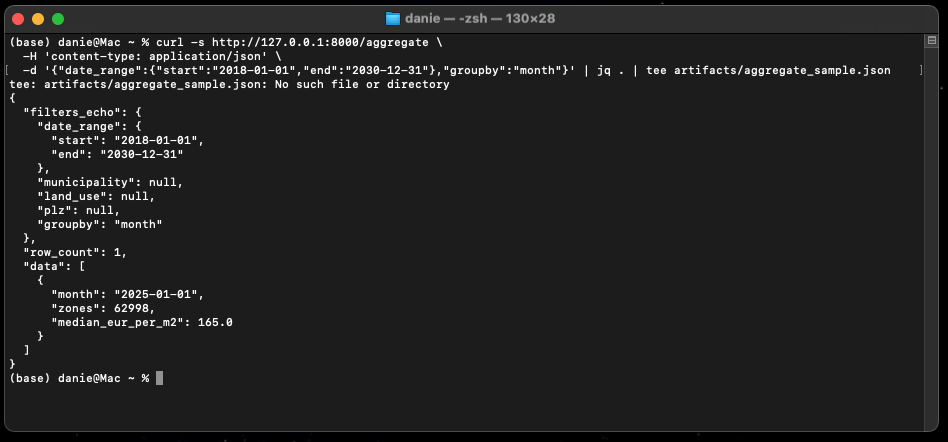 danie — -zsh — 130×28
(base) danie@Mac ~ % curl -s http://127.0.0.1:8000/aggregate \
  -H 'content-type: application/json' \
[  -d '{"date_range":{"start":"2018-01-01","end":"2030-12-31"},"groupby":"month"}' | jq . | tee artifacts/aggregate_sample.json    ]
tee: artifacts/aggregate_sample.json: No such file or directory
{
  "filters_echo": {
    "date_range": {
      "start": "2018-01-01",
      "end": "2030-12-31"
    },
    "municipality": null,
    "land_use": null,
    "plz": null,
    "groupby": "month"
  },
  "row_count": 1,
  "data": [
    {
      "month": "2025-01-01",
      "zones": 62998,
      "median_eur_per_m2": 165.0
    }
  ]
}
(base) danie@Mac ~ %